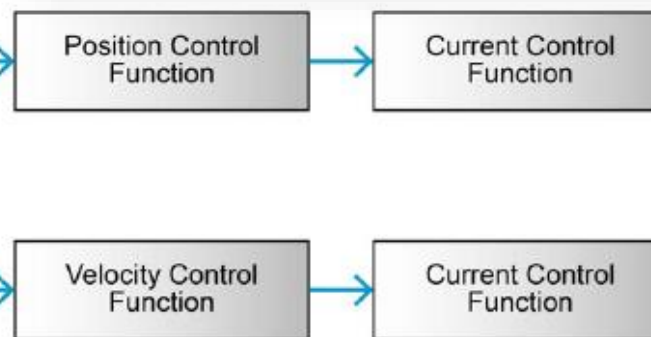 Position Control
Function
Current Control
Function
Velocity Control
Function
Current Control
Function